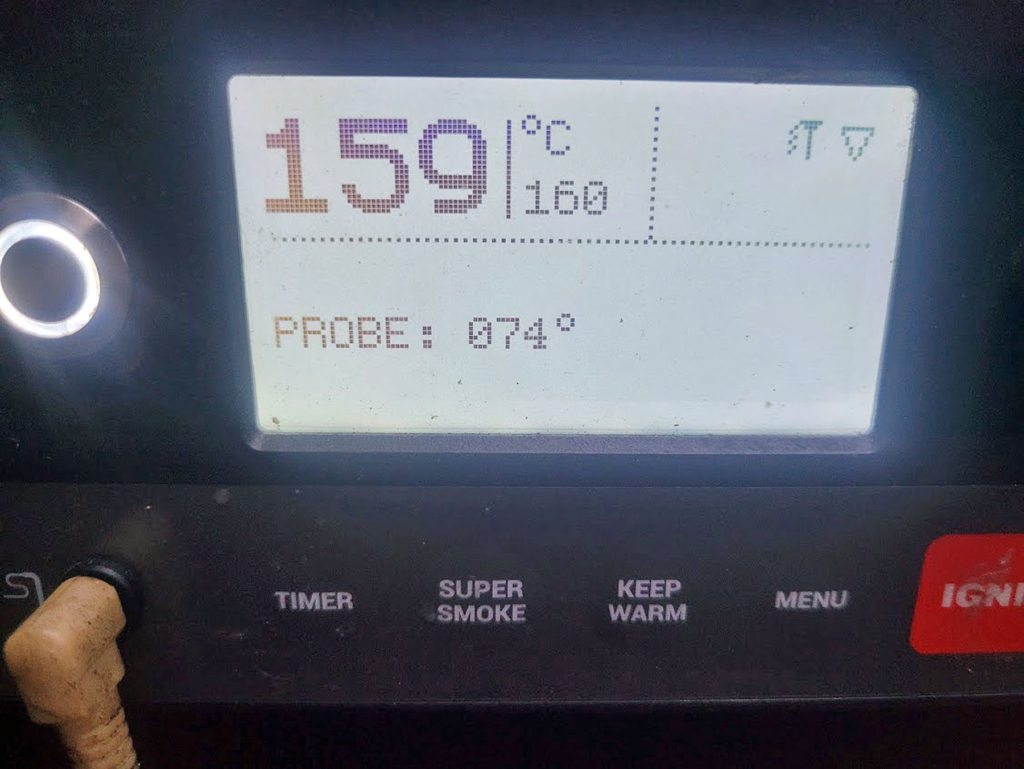 159 °C
160
PROBE: 074°
TIMER
SUPER
SMOKE
KEEP
WARM
MENU